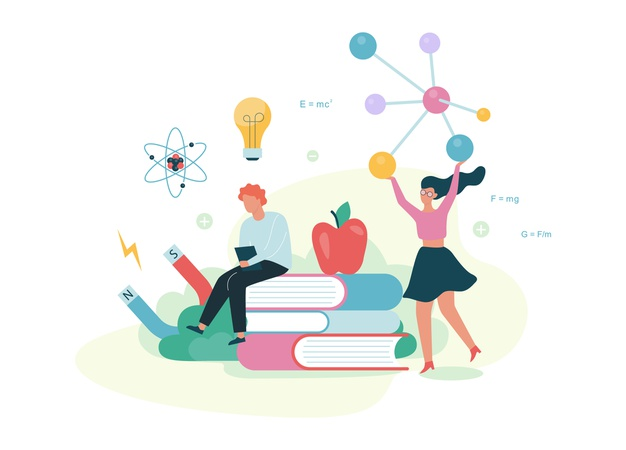 E = mc²
F = mg
G = F/m
S
N